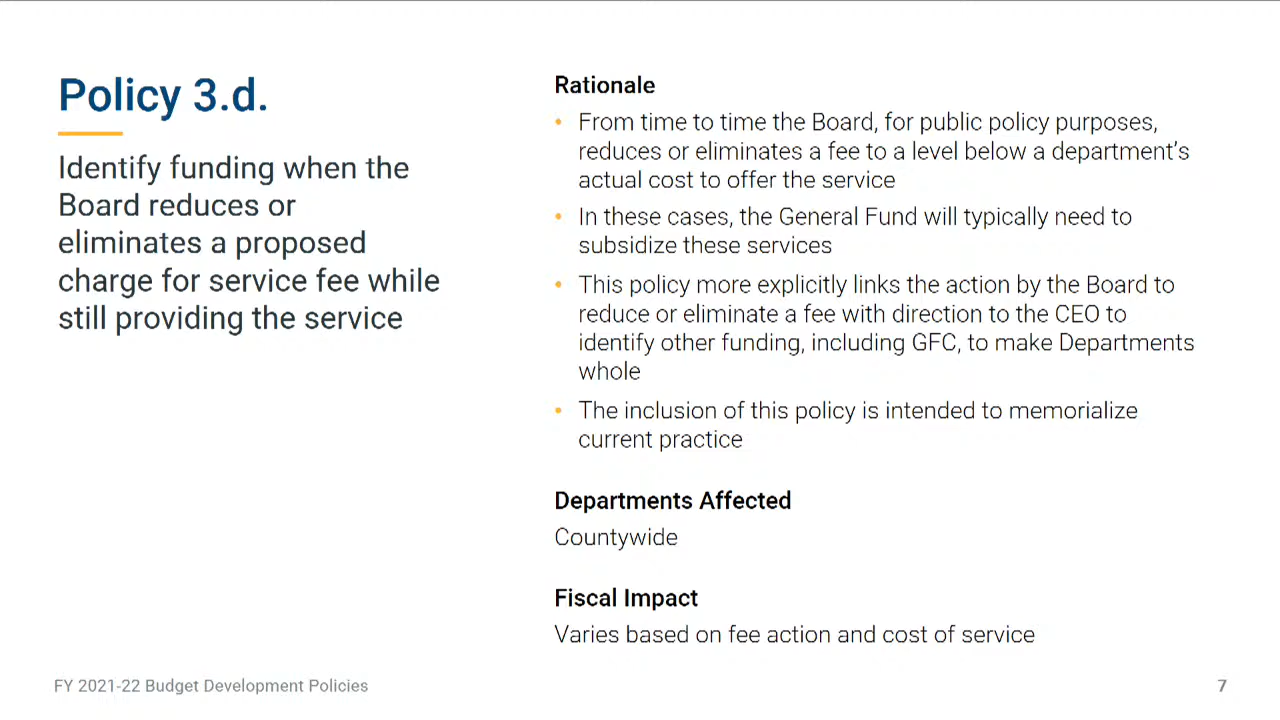 Policy 3.d.
Identify funding when the
Board reduces or
eliminates a proposed
charge for service fee while
still providing the service
Rationale
• From time to time the Board, for public policy purposes,
reduces or eliminates a fee to a level below a department's
actual cost to offer the service
• In these cases, the General Fund will typically need to
subsidize these services
• This policy more explicitly links the action by the Board to
reduce or eliminate a fee with direction to the CEO to
identify other funding, including GFC, to make Departments
whole
• The inclusion of this policy is intended to memorialize
current practice
Departments Affected
Countywide
Fiscal Impact
Varies based on fee action and cost of service
FY 2021-22 Budget Development Policies
7